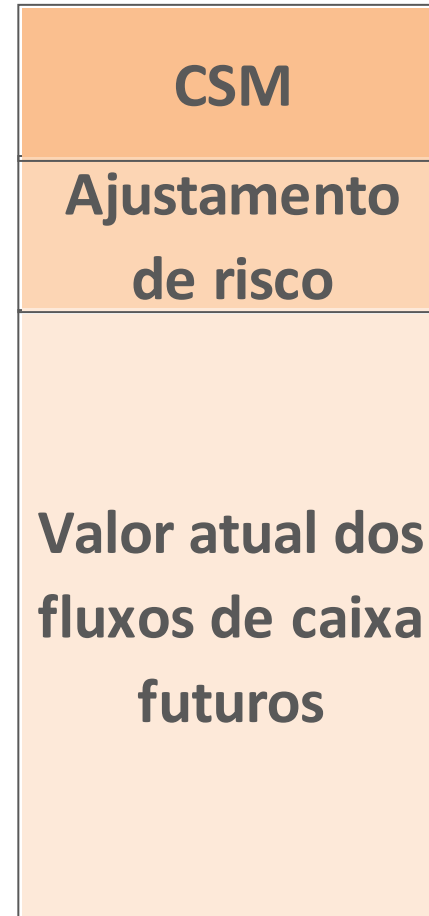 CSM
Ajustamento
de risco
Valor atual dos
fluxos de caixa
futuros